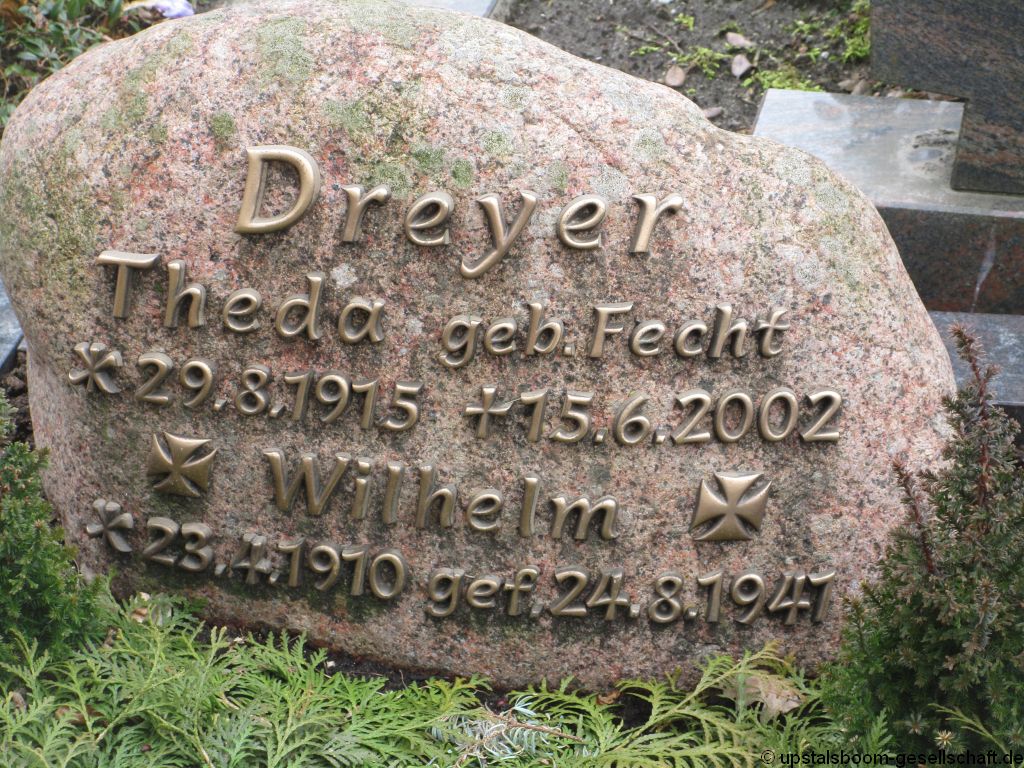 Dreyer
Theda geb. Fecht
* 29.8.1915 † 15.6.2002
Wilhelm
* 23.4.1910 gef. 24.8.1941
© upstalsboom-gesellschaft.de